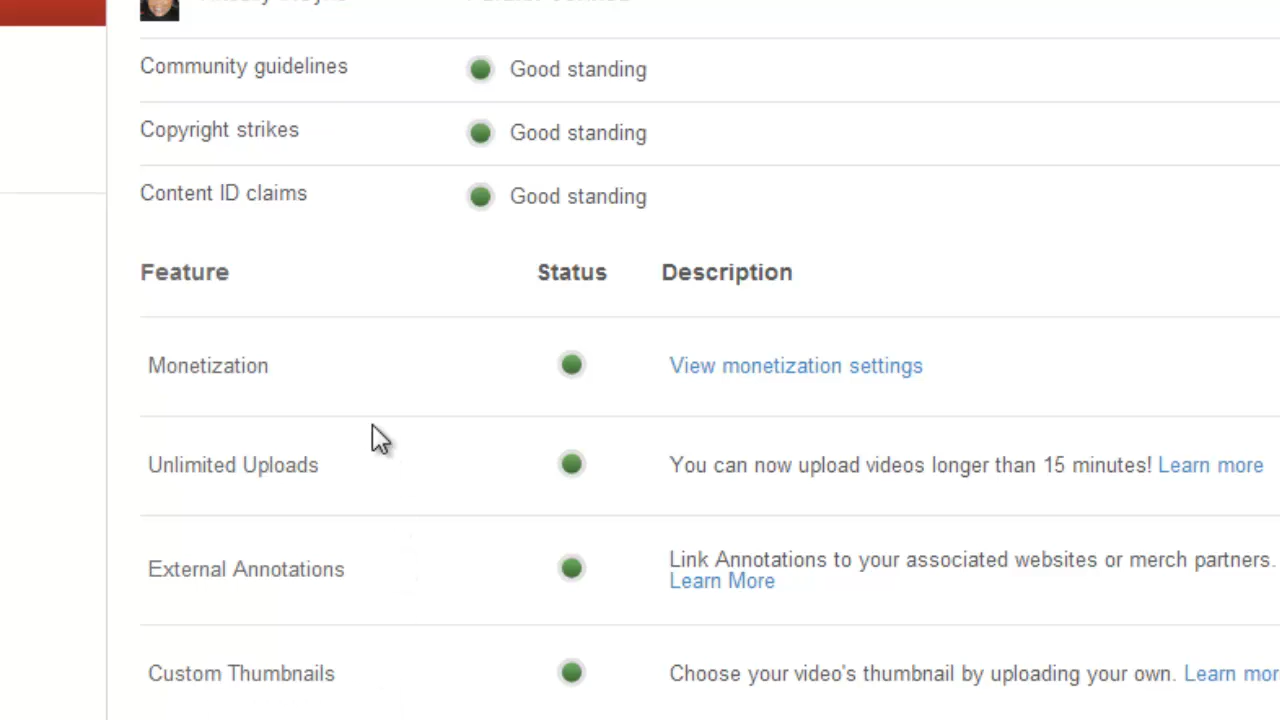 Community guidelines Good standing
Copyright strikes Good standing
Content ID claims Good standing
Feature Status Description
Monetization View monetization settings
Unlimited Uploads You can now upload videos longer than 15 minutes! Learn more
External Annotations Link Annotations to your associated websites or merch partners.
Learn More
Custom Thumbnails Choose your video's thumbnail by uploading your own. Learn mor